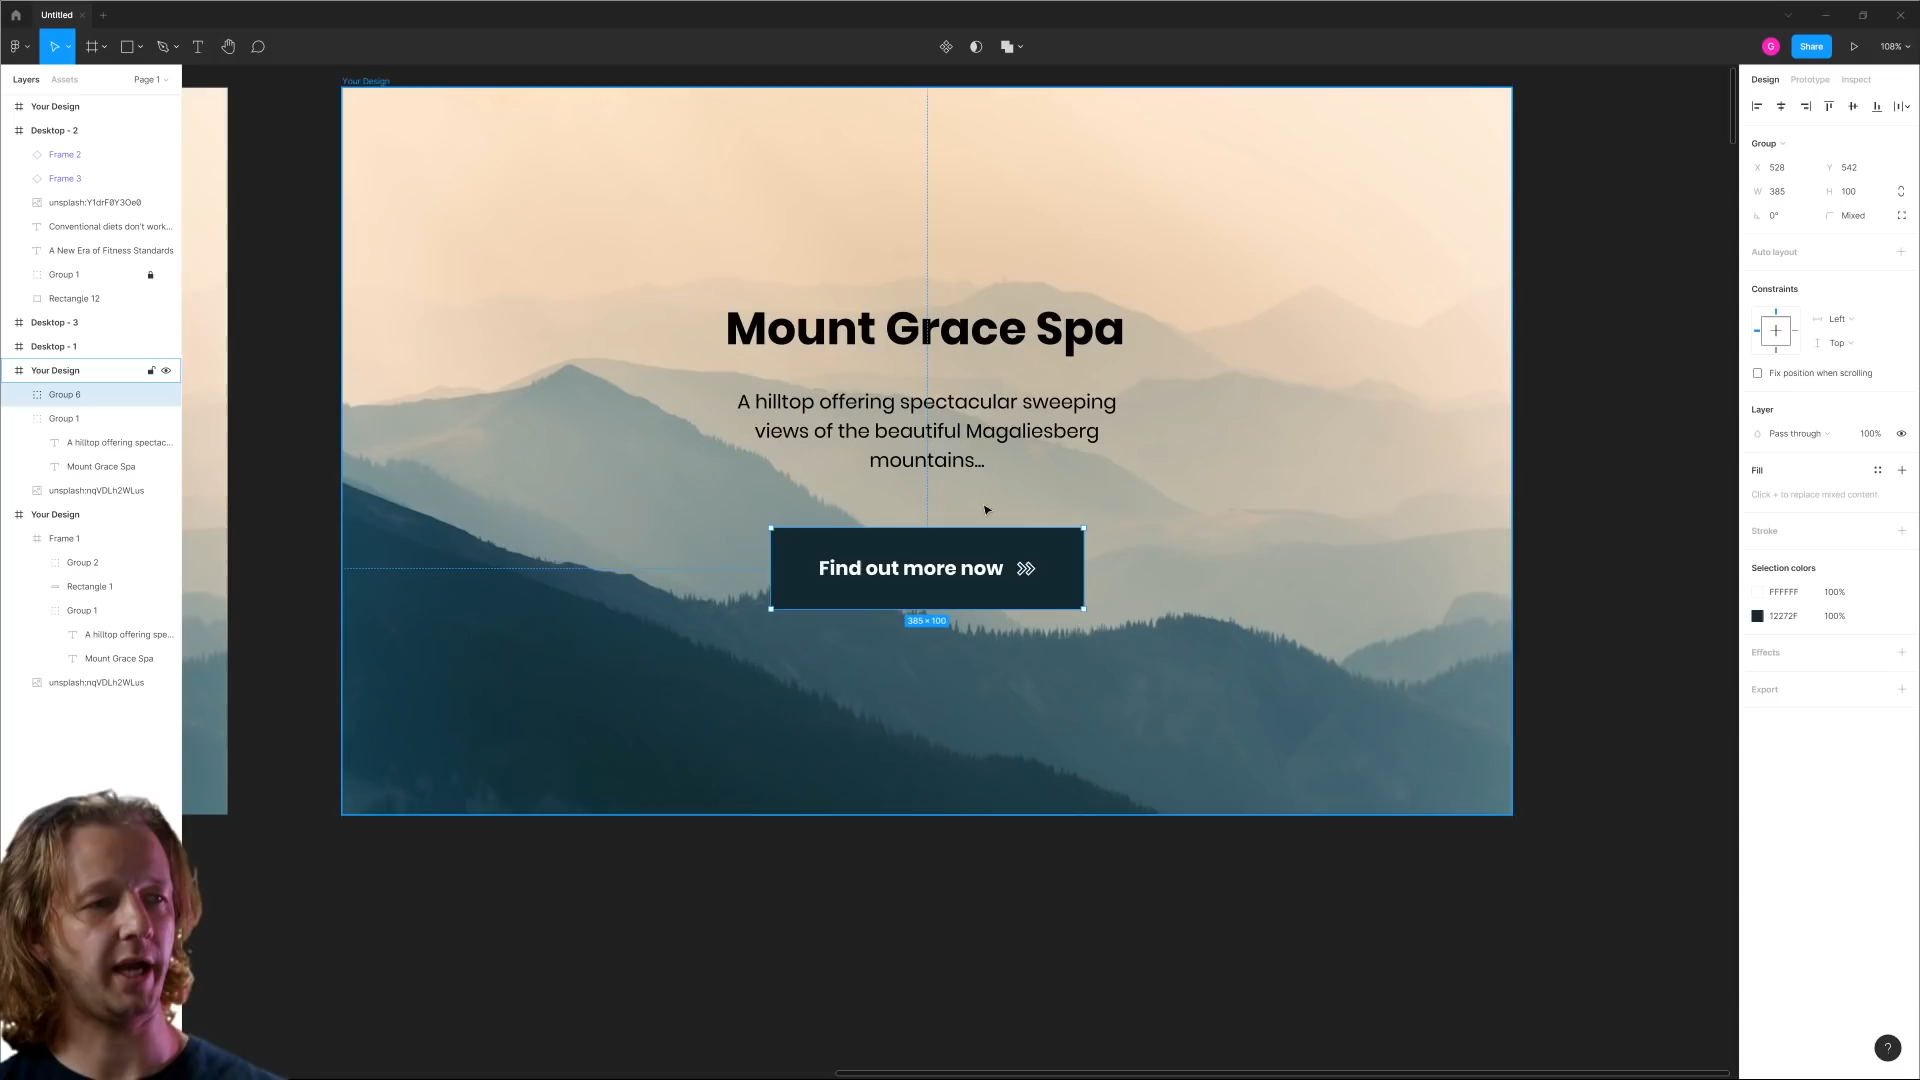 Untitled
108%
Share
G
Layers
Assets
Page 1
Your Design
Desktop - 2
Frame 2
Frame 3
unsplash:Y1drF0Y3Oe0
Conventional diets don't work...
A New Era of Fitness Standards
Group 1
Rectangle 12
Desktop - 3
Desktop - 1
Your Design
Group 6
Group 1
A hilltop offering spectac...
Mount Grace Spa
unsplash:nqVDLh2WLus
Your Design
Frame 1
Group 2
Rectangle 1
Group 1
A hilltop offering spe...
Mount Grace Spa
unsplash:nqVDLh2WLus
Your Design
Mount Grace Spa
A hilltop offering spectacular sweeping
views of the beautiful Magaliesberg
mountains...
Find out more now
385 × 100
Design
Prototype
Inspect
Group
X 528
Y 542
W 385
H 100
0°
Mixed
Auto layout
Constraints
Left
Top
Fix position when scrolling
Layer
Pass through
100%
Fill
Click + to replace mixed content.
Stroke
Selection colors
FFFFFF 100%
12272F 100%
Effects
Export
?